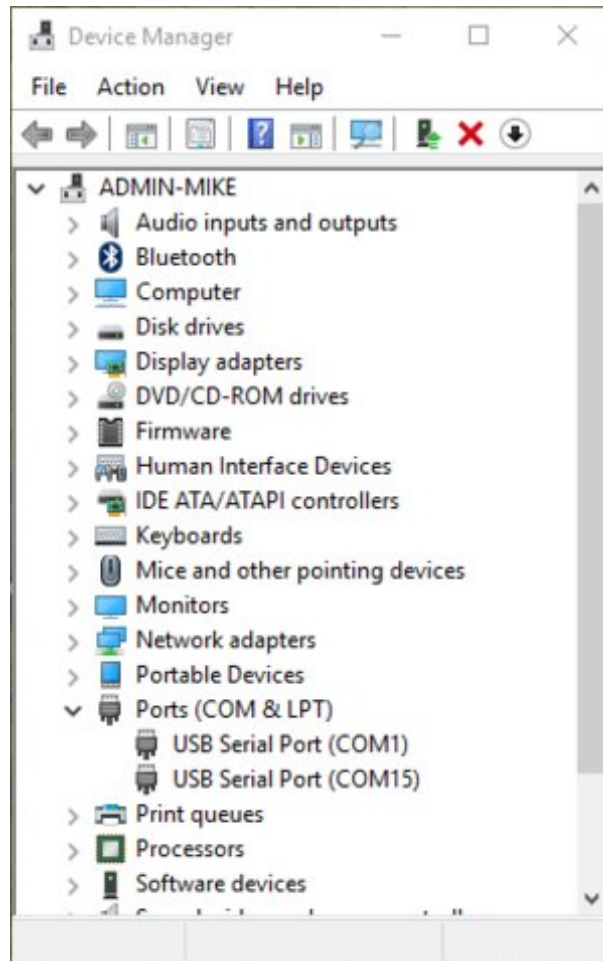 Device Manager
File Action View Help
ADMIN-MIKE
Audio inputs and outputs
Bluetooth
Computer
Disk drives
Display adapters
DVD/CD-ROM drives
Firmware
Human Interface Devices
IDE ATA/ATAPI controllers
Keyboards
Mice and other pointing devices
Monitors
Network adapters
Portable Devices
Ports (COM & LPT)
USB Serial Port (COM1)
USB Serial Port (COM15)
Print queues
Processors
Software devices